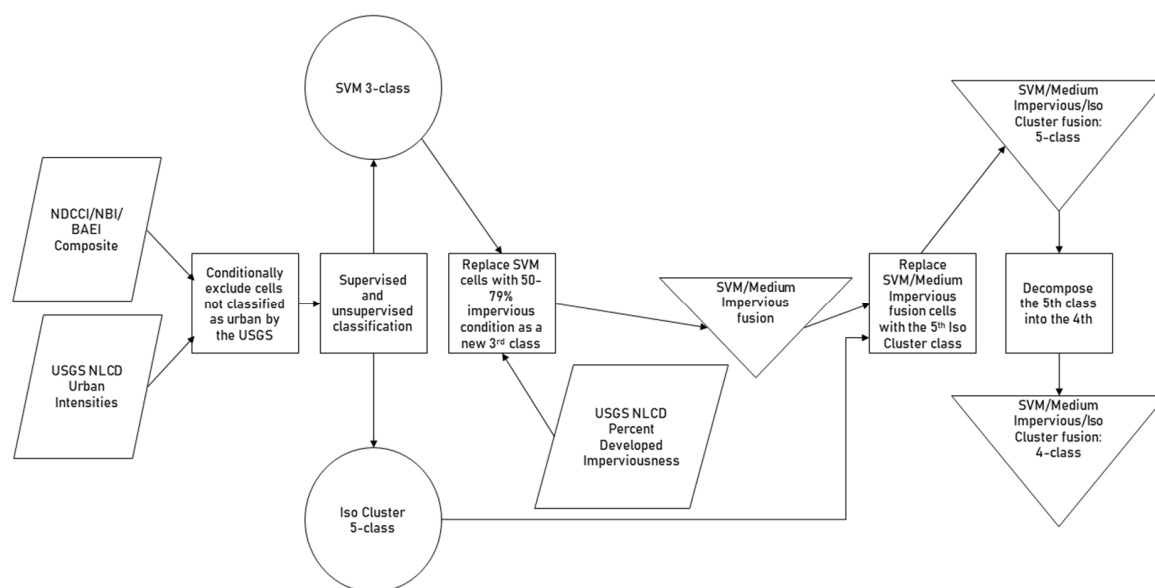 SVM 3-class
SVM/Medium
Impervious/Iso
Cluster fusion:
5-class
NDCCI/NBI/
BAEI
Composite
Conditionally
exclude cells
not classified
as urban by
the USGS
Supervised
and
unsupervised
classification
Replace SVM
cells with 50-
79%
impervious
condition as a
new 3rd class
SVM/Medium
Impervious
fusion
Replace
SVM/Medium
Impervious
fusion cells
with the 5th Iso
Cluster class
Decompose
the 5th class
into the 4th
USGS NLCD
Urban
Intensities
USGS NLCD
Percent
Developed
Imperviousness
SVM/Medium
Impervious/Iso
Cluster fusion:
4-class
Iso Cluster
5-class